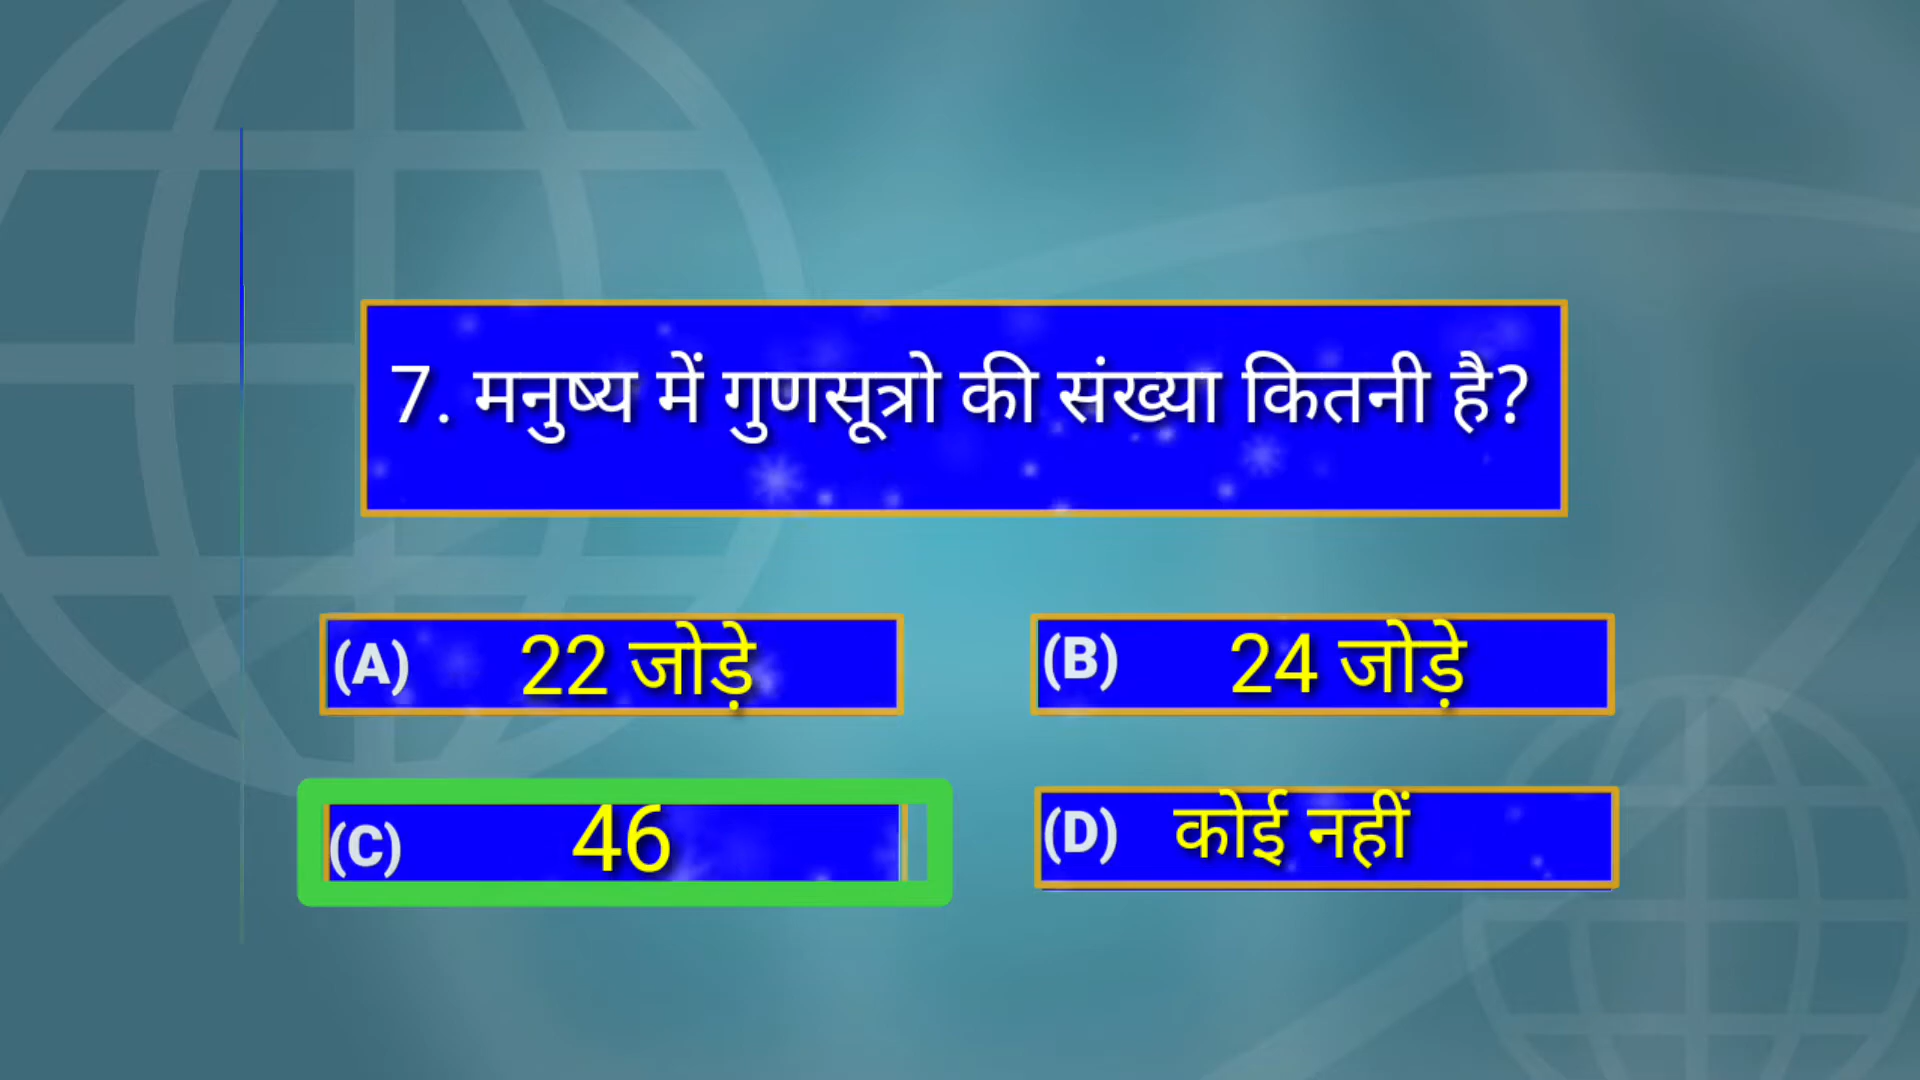 7. मनुष्य में गुणसूत्रो की संख्या कितनी है?
(A) 22 जोड़े
(B) 24 जोड़े
(C) 46
(D) कोई नहीं